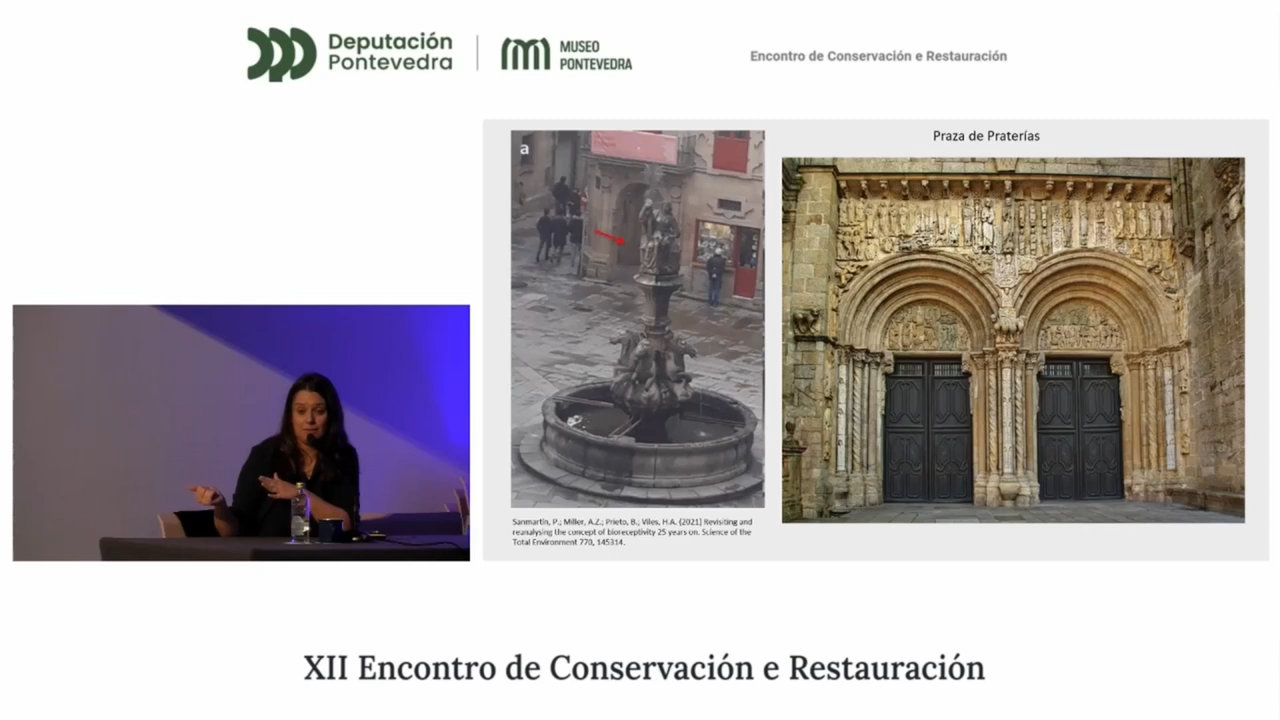 Deputación
Pontevedra
MUSEO
PONTEVEDRA
Encontro de Conservación e Restauración
a
Praza de Praterías
Sanmartín, P.; Miller, A.Z.; Prieto, B.; Viles, H.A. (2021) Revisiting and
reanalysing the concept of bioreceptivity 25 years on. Science of the
Total Environment 770, 145314.
XII Encontro de Conservación e Restauración